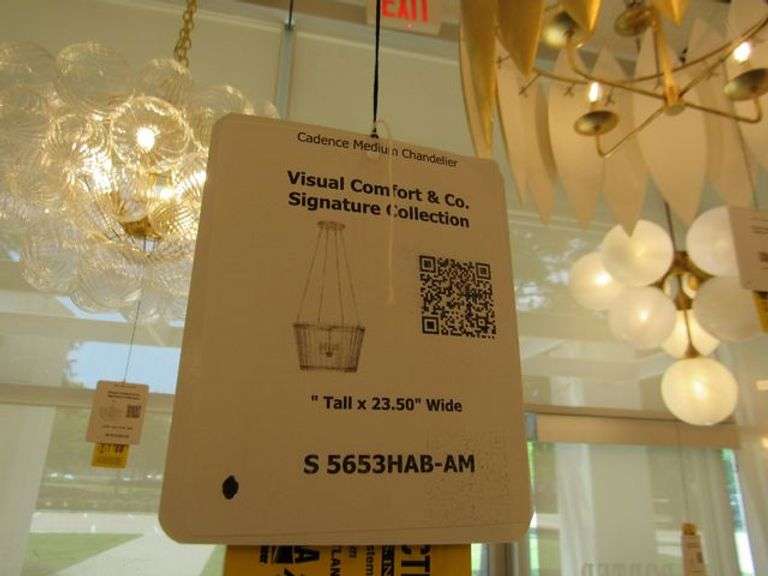 EXIT
Cadence Medium Chandelier
Visual Comfort & Co.
Signature Collection
" Tall x 23.50" Wide
S 5653HAB-AM